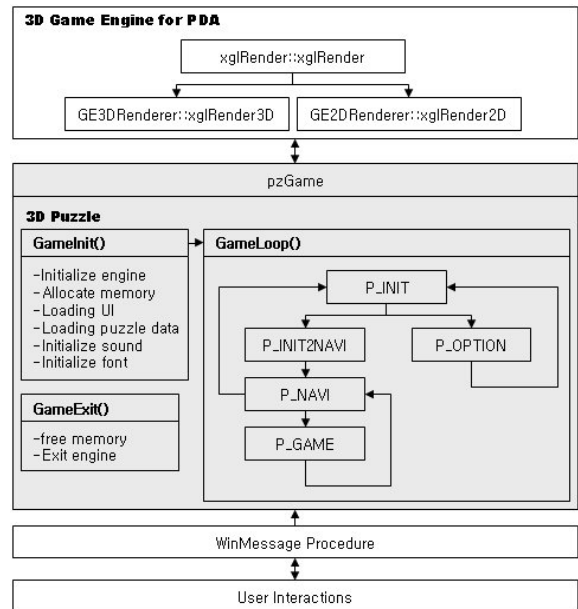 3D Game Engine for PDA
xglRender::xglRender
GE3DRenderer::xglRender3D
GE2DRenderer::xglRender2D
pzGame
3D Puzzle
GameInit()
-Initialize engine
-Allocate memory
-Loading UI
-Loading puzzle data
-Initialize sound
-Initialize font
GameExit()
-free memory
-Exit engine
GameLoop()
P_INIT
P_INIT2NAVI
P_OPTION
P_NAVI
P_GAME
WinMessage Procedure
User Interactions